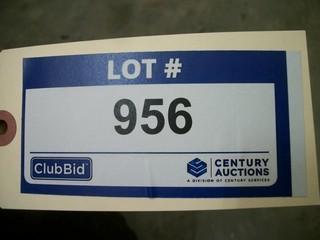 LOT #
956
ClubBid
CENTURY
AUCTIONS
A DIVISION OF CENTURY SERVICES